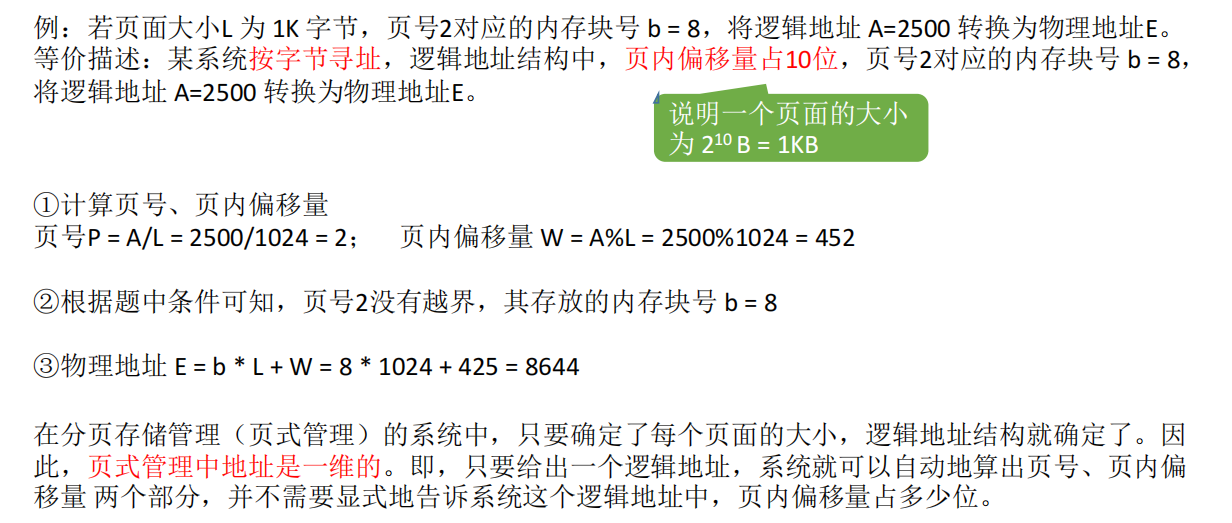 例：若页面大小L 为 1K 字节，页号2对应的内存块号 b = 8，将逻辑地址 A=2500 转换为物理地址E。
等价描述：某系统按字节寻址，逻辑地址结构中，页内偏移量占10位，页号2对应的内存块号 b = 8，
将逻辑地址 A=2500 转换为物理地址E。
说明一个页面的大小
为 2¹⁰ B = 1KB
①计算页号、页内偏移量
页号P = A/L = 2500/1024 = 2； 页内偏移量 W = A%L = 2500%1024 = 452
②根据题中条件可知，页号2没有越界，其存放的内存块号 b = 8
③物理地址 E = b * L + W = 8 * 1024 + 425 = 8644
在分页存储管理（页式管理）的系统中，只要确定了每个页面的大小，逻辑地址结构就确定了。因
此，页式管理中地址是一维的。即，只要给出一个逻辑地址，系统就可以自动地算出页号、页内偏
移量 两个部分，并不需要显式地告诉系统这个逻辑地址中，页内偏移量占多少位。